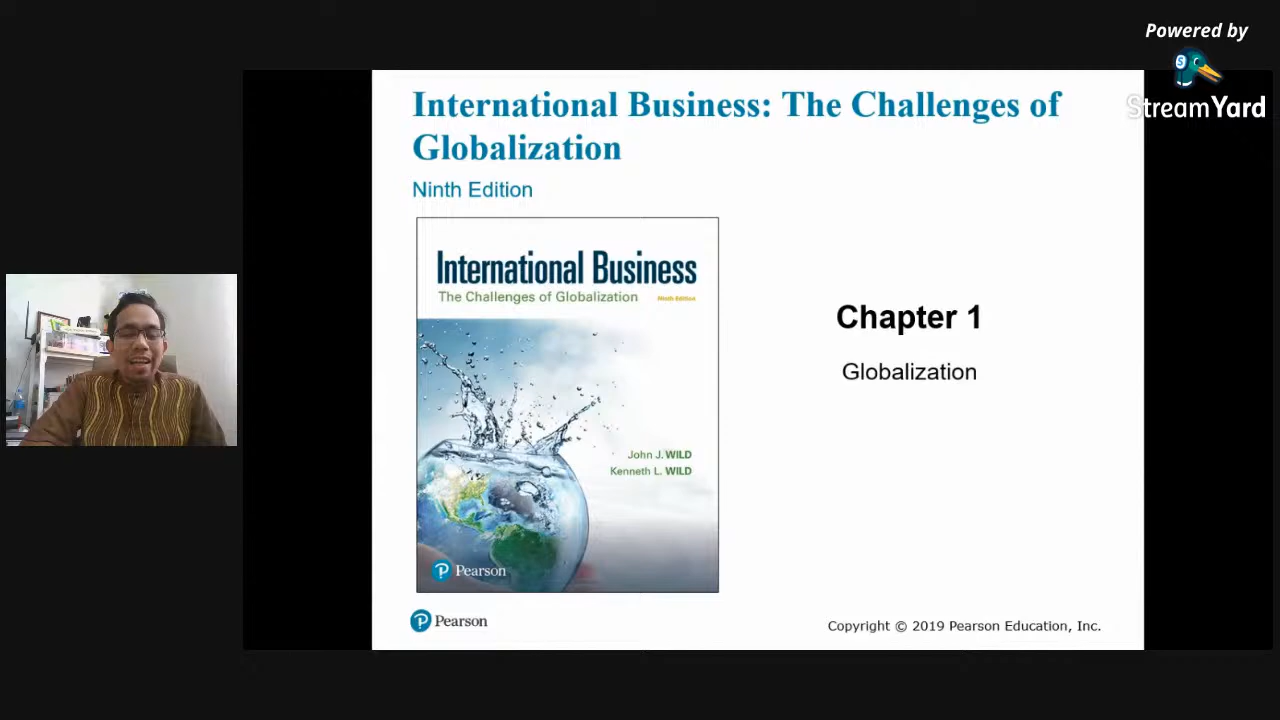 Powered by
StreamYard
International Business: The Challenges of
Globalization
Ninth Edition
International Business
The Challenges of Globalization
Ninth Edition
John J. WILD
Kenneth L. WILD
Pearson
Chapter 1
Globalization
Pearson
Copyright © 2019 Pearson Education, Inc.